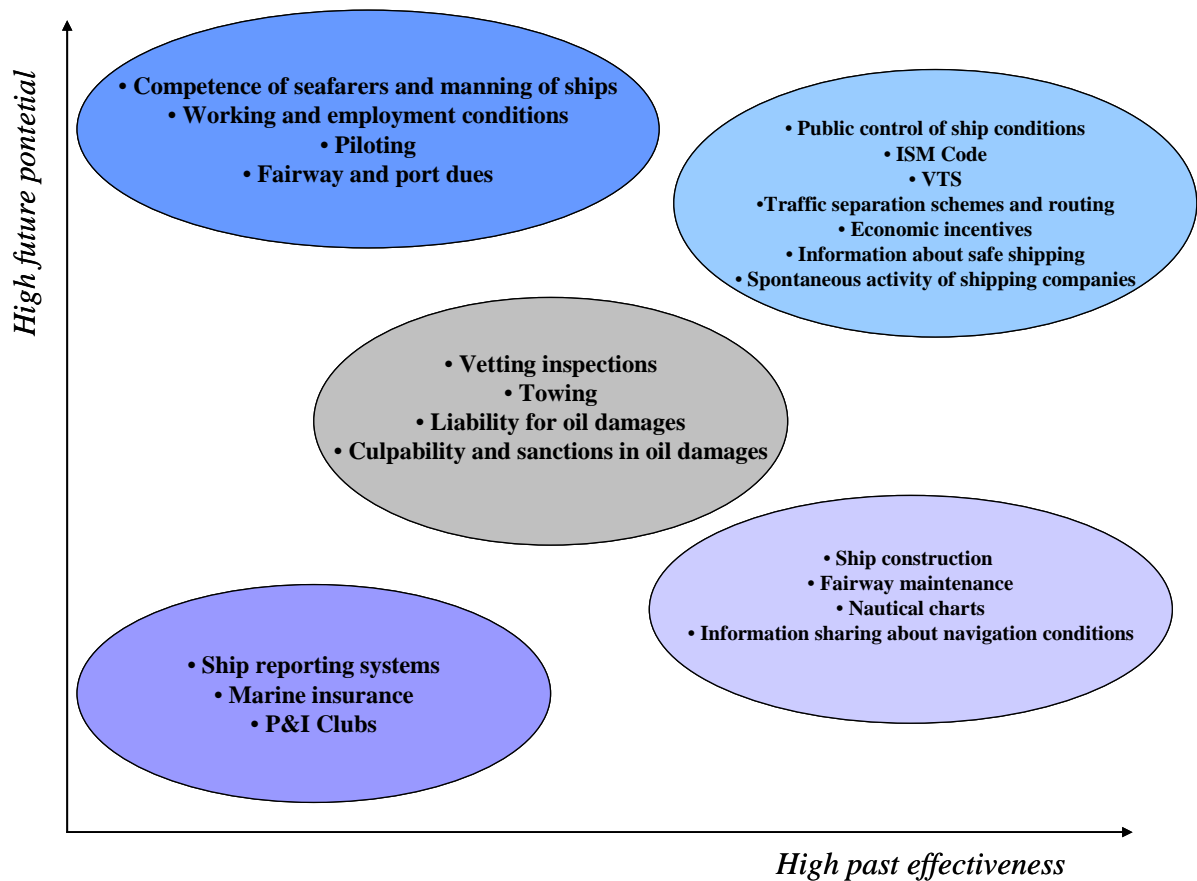 High future pontetial
• Competence of seafarers and manning of ships
• Working and employment conditions
• Piloting
• Fairway and port dues
• Public control of ship conditions
• ISM Code
• VTS
•Traffic separation schemes and routing
• Economic incentives
• Information about safe shipping
• Spontaneous activity of shipping companies
• Vetting inspections
• Towing
• Liability for oil damages
• Culpability and sanctions in oil damages
• Ship construction
• Fairway maintenance
• Nautical charts
• Information sharing about navigation conditions
• Ship reporting systems
• Marine insurance
• P&I Clubs
High past effectiveness